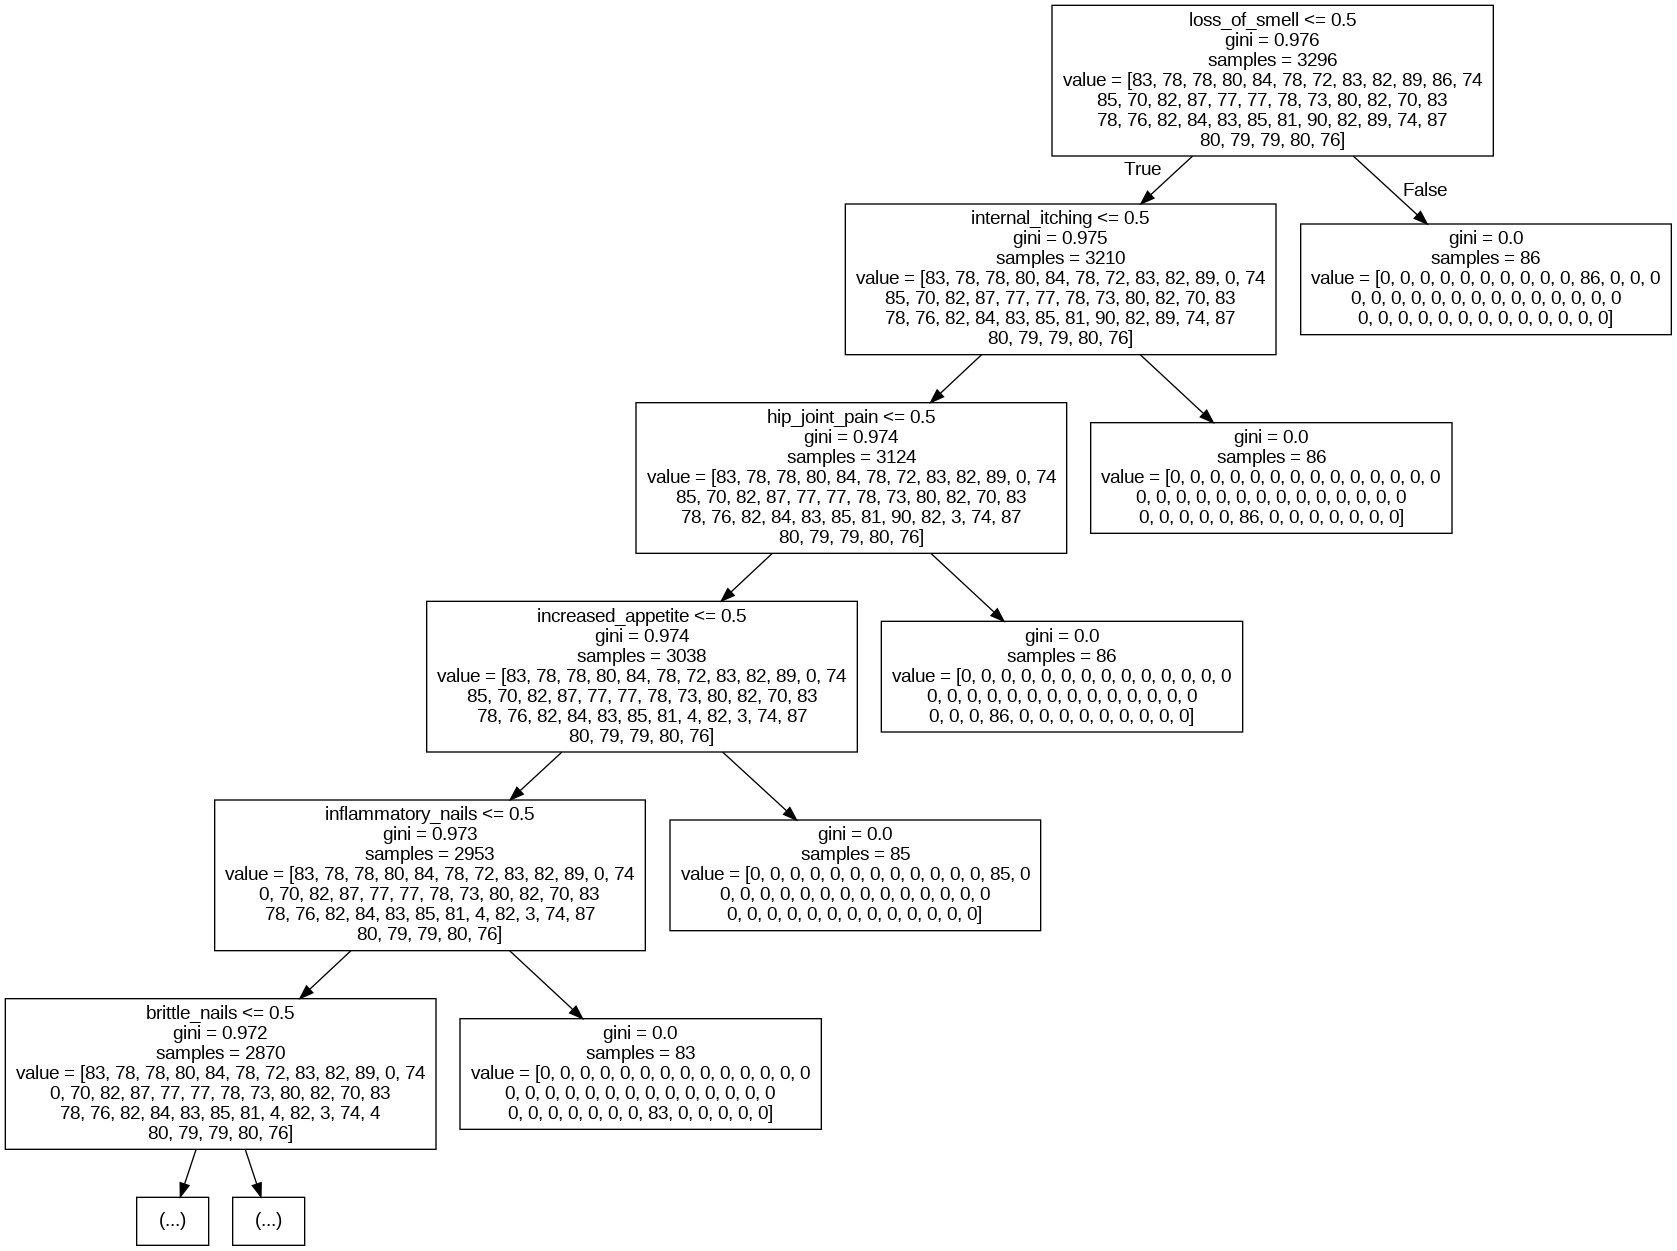 loss_of_smell <= 0.5
gini = 0.976
samples = 3296
value = [83, 78, 78, 80, 84, 78, 72, 83, 82, 89, 86, 74
85, 70, 82, 87, 77, 77, 78, 73, 80, 82, 70, 83
78, 76, 82, 84, 83, 85, 81, 90, 82, 89, 74, 87
80, 79, 79, 80, 76]
True
False
internal_itching <= 0.5
gini = 0.975
samples = 3210
value = [83, 78, 78, 80, 84, 78, 72, 83, 82, 89, 0, 74
85, 70, 82, 87, 77, 77, 78, 73, 80, 82, 70, 83
78, 76, 82, 84, 83, 85, 81, 90, 82, 89, 74, 87
80, 79, 79, 80, 76]
gini = 0.0
samples = 86
value = [0, 0, 0, 0, 0, 0, 0, 0, 0, 0, 86, 0, 0, 0
0, 0, 0, 0, 0, 0, 0, 0, 0, 0, 0, 0, 0, 0
0, 0, 0, 0, 0, 0, 0, 0, 0, 0, 0, 0, 0]
hip_joint_pain <= 0.5
gini = 0.974
samples = 3124
value = [83, 78, 78, 80, 84, 78, 72, 83, 82, 89, 0, 74
85, 70, 82, 87, 77, 77, 78, 73, 80, 82, 70, 83
78, 76, 82, 84, 83, 85, 81, 90, 82, 3, 74, 87
80, 79, 79, 80, 76]
gini = 0.0
samples = 86
value = [0, 0, 0, 0, 0, 0, 0, 0, 0, 0, 0, 0, 0, 0
0, 0, 0, 0, 0, 0, 0, 0, 0, 0, 0, 0, 0, 0
0, 0, 0, 0, 0, 86, 0, 0, 0, 0, 0, 0, 0]
increased_appetite <= 0.5
gini = 0.974
samples = 3038
value = [83, 78, 78, 80, 84, 78, 72, 83, 82, 89, 0, 74
85, 70, 82, 87, 77, 77, 78, 73, 80, 82, 70, 83
78, 76, 82, 84, 83, 85, 81, 4, 82, 3, 74, 87
80, 79, 79, 80, 76]
gini = 0.0
samples = 86
value = [0, 0, 0, 0, 0, 0, 0, 0, 0, 0, 0, 0, 0, 0
0, 0, 0, 0, 0, 0, 0, 0, 0, 0, 0, 0, 0, 0
0, 0, 0, 86, 0, 0, 0, 0, 0, 0, 0, 0, 0]
inflammatory_nails <= 0.5
gini = 0.973
samples = 2953
value = [83, 78, 78, 80, 84, 78, 72, 83, 82, 89, 0, 74
0, 70, 82, 87, 77, 77, 78, 73, 80, 82, 70, 83
78, 76, 82, 84, 83, 85, 81, 4, 82, 3, 74, 87
80, 79, 79, 80, 76]
gini = 0.0
samples = 85
value = [0, 0, 0, 0, 0, 0, 0, 0, 0, 0, 0, 0, 85, 0
0, 0, 0, 0, 0, 0, 0, 0, 0, 0, 0, 0, 0, 0
0, 0, 0, 0, 0, 0, 0, 0, 0, 0, 0, 0, 0]
brittle_nails <= 0.5
gini = 0.972
samples = 2870
value = [83, 78, 78, 80, 84, 78, 72, 83, 82, 89, 0, 74
0, 70, 82, 87, 77, 77, 78, 73, 80, 82, 70, 83
78, 76, 82, 84, 83, 85, 81, 4, 82, 3, 74, 4
80, 79, 79, 80, 76]
gini = 0.0
samples = 83
value = [0, 0, 0, 0, 0, 0, 0, 0, 0, 0, 0, 0, 0, 0
0, 0, 0, 0, 0, 0, 0, 0, 0, 0, 0, 0, 0, 0
0, 0, 0, 0, 0, 0, 0, 83, 0, 0, 0, 0, 0]
(...)
(...)